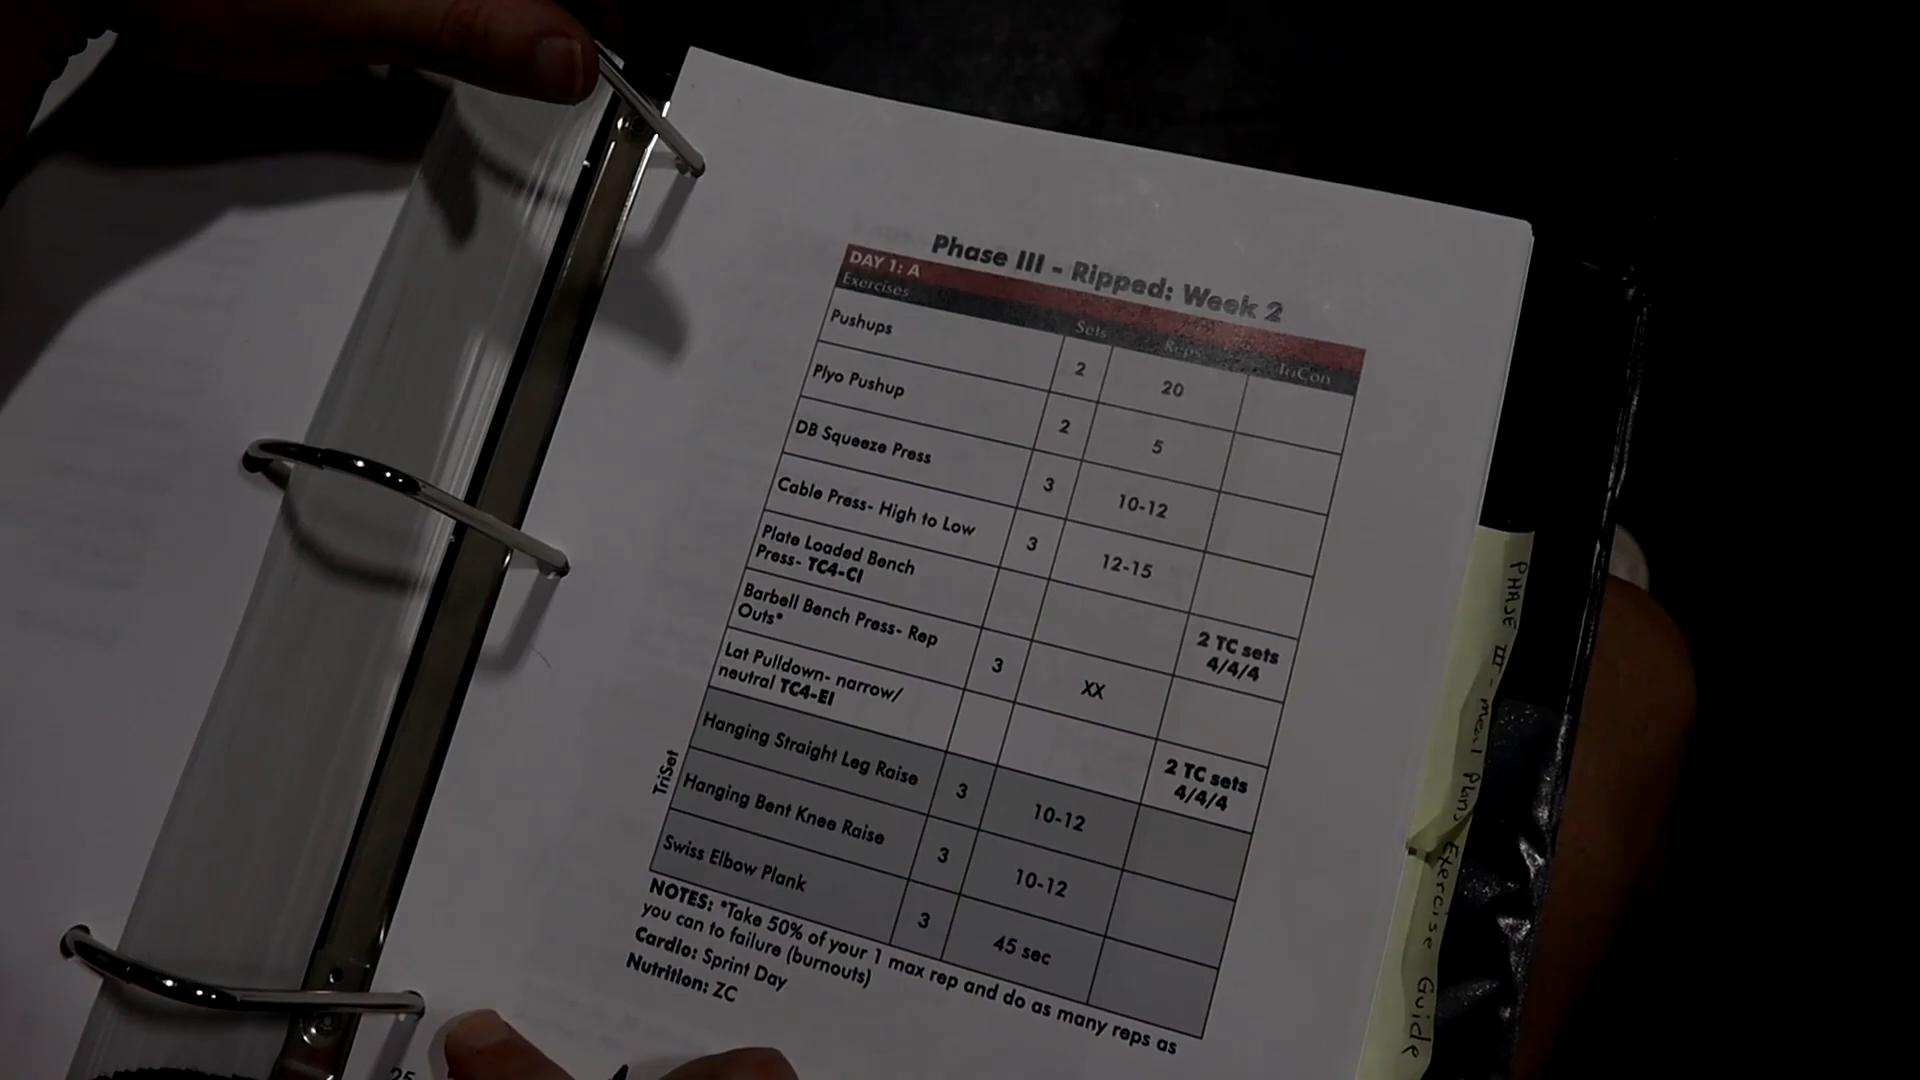 Phase III - Ripped: Week 2
DAY 1: A
Exercises Sets Reps TriCon
Pushups 2 20
Plyo Pushup 2 5
DB Squeeze Press 3 10-12
Cable Press- High to Low 3 12-15
Plate Loaded Bench
Press- TC4-CI 2 TC sets
4/4/4
Barbell Bench Press- Rep
Outs* 3 XX
Lat Pulldown- narrow/
neutral TC4-EI 2 TC sets
4/4/4
TriSet
Hanging Straight Leg Raise 3 10-12
Hanging Bent Knee Raise 3 10-12
Swiss Elbow Plank 3 45 sec
NOTES: *Take 50% of your 1 max rep and do as many reps as
you can to failure (burnouts)
Cardio: Sprint Day
Nutrition: ZC
25
PHASE III - meal plans
Exercise Guide